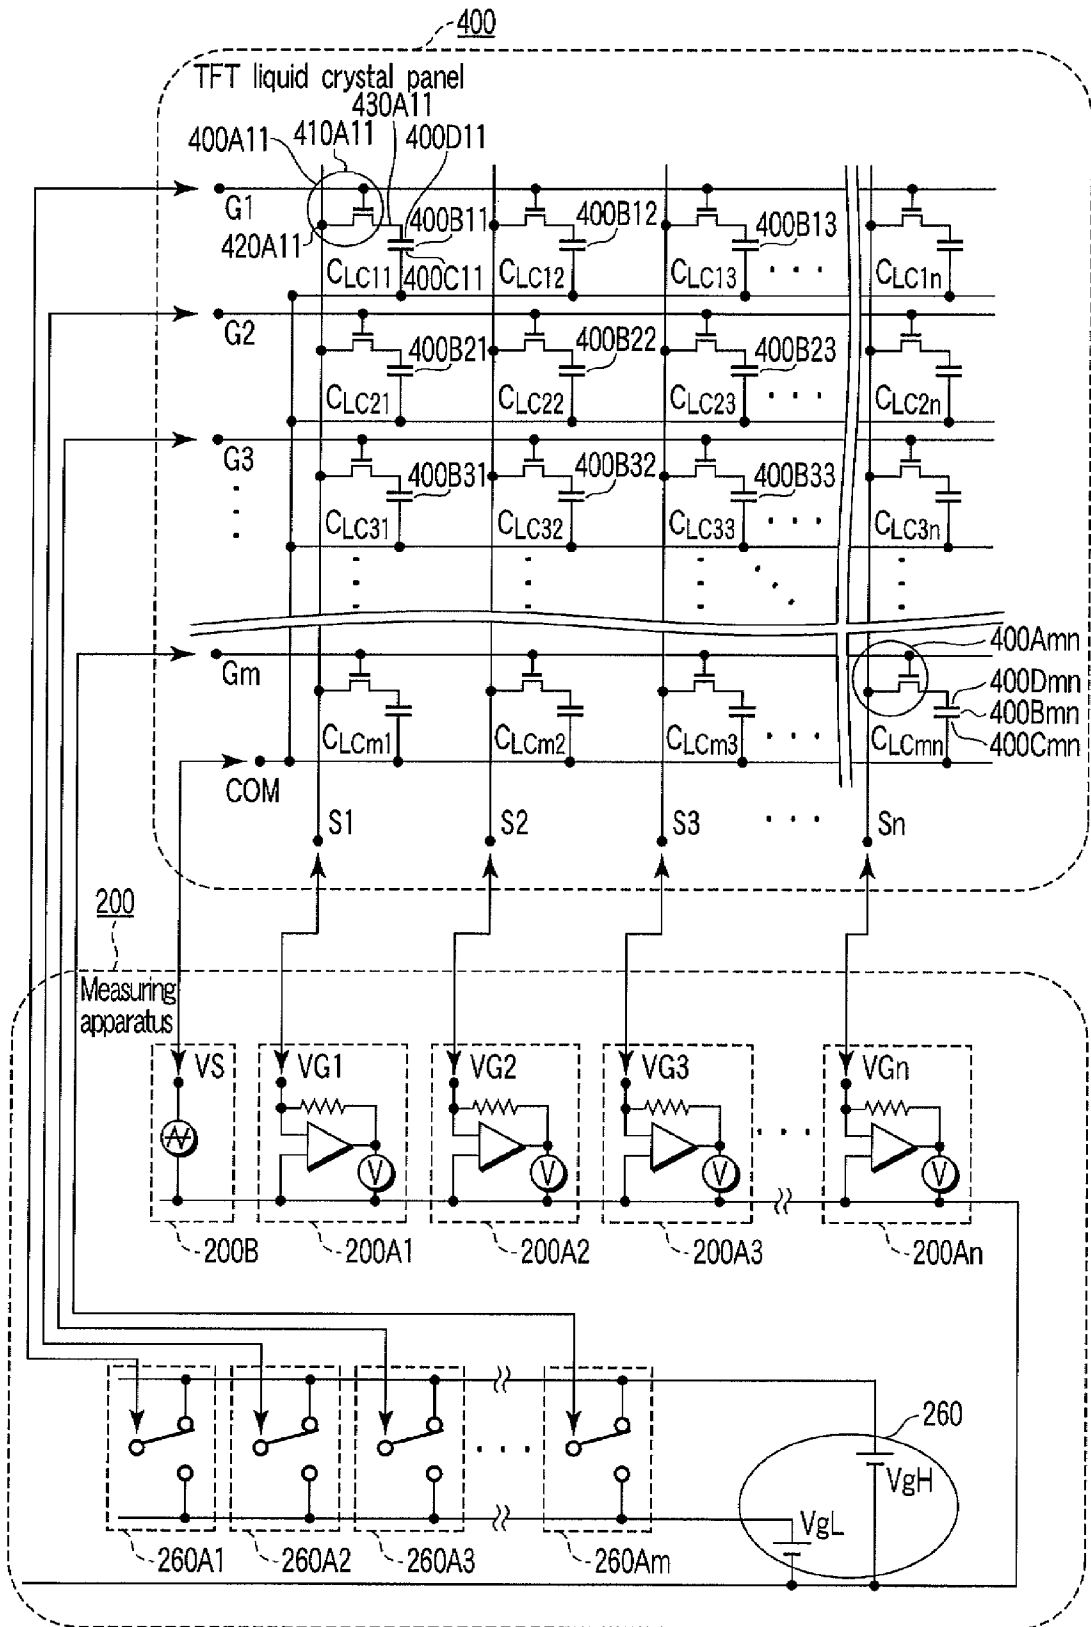 400
TFT liquid crystal panel
430A11
410A11
400A11
400D11
G1
400B11
400B12
400B13
420A11
400C11
CLC11
CLC12
CLC13
. . .
CLC1n
G2
400B21
400B22
400B23
CLC21
CLC22
CLC23
. . .
CLC2n
G3
400B31
400B32
400B33
CLC31
CLC32
CLC33
. . .
CLC3n
400Amn
Gm
400Dmn
400Bmn
400Cmn
CLCm1
CLCm2
CLCm3
. . .
CLCmn
COM
S1
S2
S3
. . .
Sn
200
Measuring
apparatus
VS
VG1
VG2
VG3
VGn
V
V
V
. . .
V
200B
200A1
200A2
200A3
200An
260
. . .
VgH
VgL
260A1
260A2
260A3
260Am